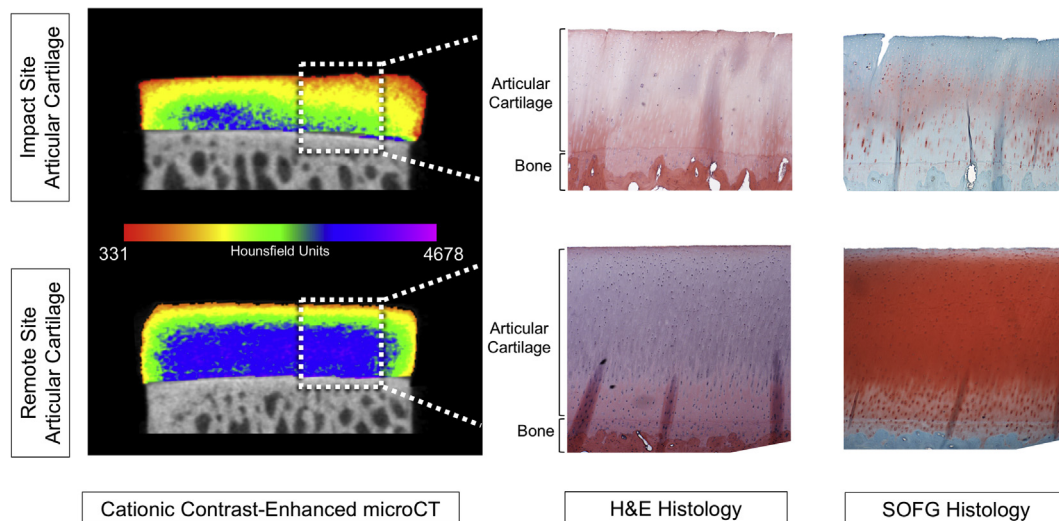 Impact Site
Articular Cartilage
Articular
Cartilage
Bone
331
Hounsfield Units
4678
Remote Site
Articular Cartilage
Articular
Cartilage
Bone
Cationic Contrast-Enhanced microCT
H&E Histology
SOFG Histology